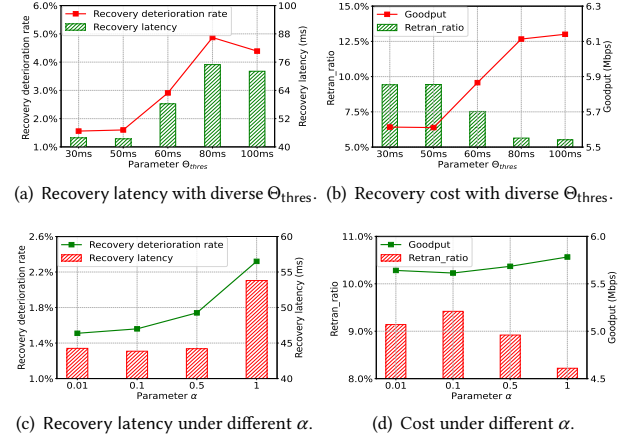 6.0%
5.0%
4.0%
3.0%
2.0%
1.0%
Recovery deterioration rate
Recovery deterioration rate
Recovery latency
100
88
76
64
52
40
Recovery latency (ms)
30ms 50ms 60ms 80ms 100ms
Parameter Θthres
15.0%
12.5%
10.0%
7.5%
5.0%
Retran_ratio
Goodput
Retran_ratio
6.3
6.1
5.9
5.7
5.5
Goodput (Mbps)
30ms 50ms 60ms 80ms 100ms
Parameter Θthres
(a) Recovery latency with diverse Θthres. (b) Recovery cost with diverse Θthres.
2.6%
2.2%
1.8%
1.4%
1.0%
Recovery deterioration rate
Recovery deterioration rate
Recovery latency
60
55
50
45
40
Recovery latency (ms)
0.01 0.1 0.5 1
Parameter α
11.0%
10.0%
9.0%
8.0%
Retran_ratio
Goodput
Retran_ratio
6.0
5.5
5.0
4.5
Goodput (Mbps)
0.01 0.1 0.5 1
Parameter α
(c) Recovery latency under different α. (d) Cost under different α.